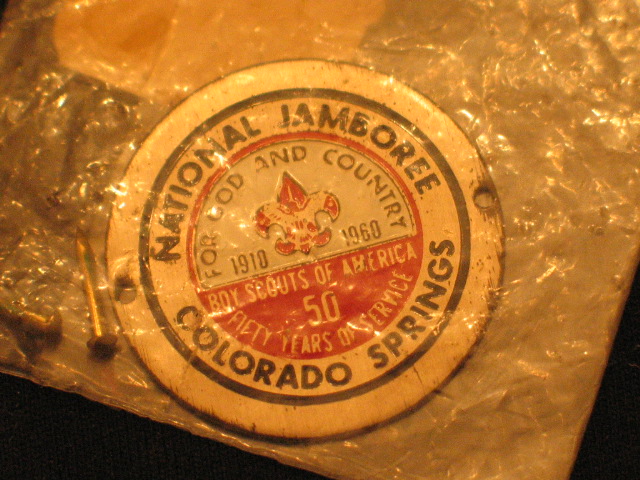 NATIONAL JAMBOREE
FOR GOD AND COUNTRY
1910 1960
BOY SCOUTS OF AMERICA
50
FIFTY YEARS OF SERVICE
COLORADO SPRINGS